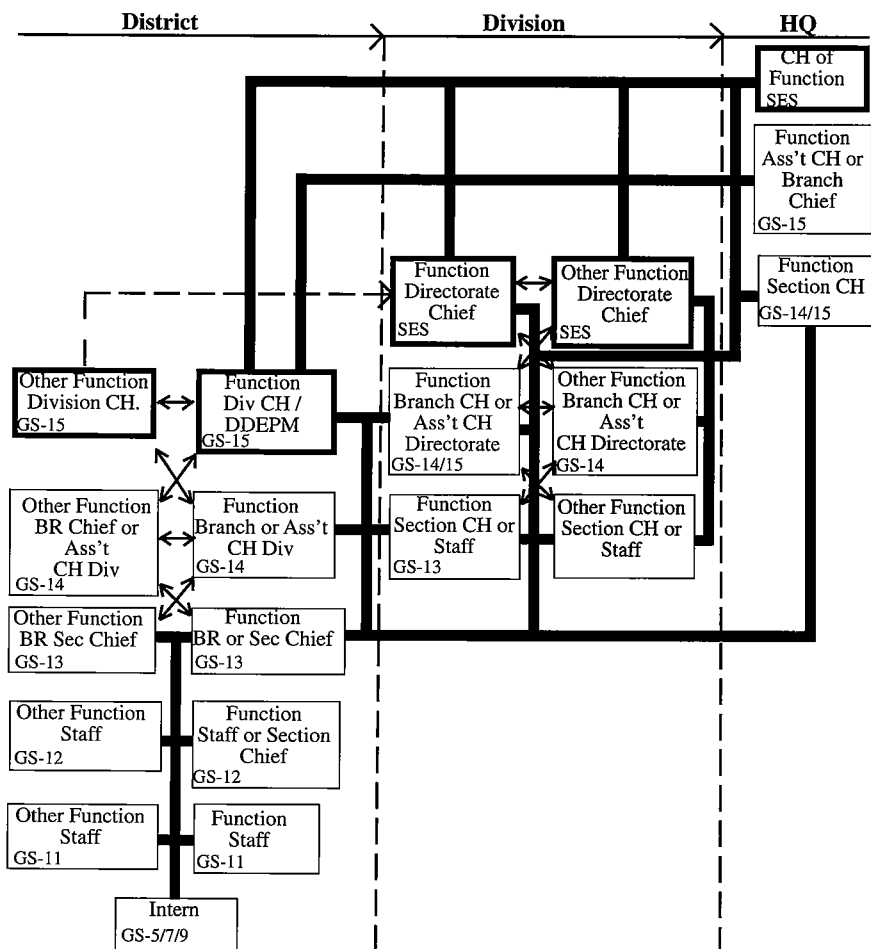 District
Division
HQ
CH of
Function
SES
Function
Ass't CH or
Branch
Chief
GS-15
Function
Directorate
Chief
SES
Other Function
Directorate
Chief
SES
Function
Section CH
GS-14/15
Other Function
Division CH.
GS-15
Function
Div CH /
DDEPM
GS-15
Function
Branch CH or
Ass't CH
Directorate
GS-14/15
Other Function
Branch CH or
Ass't
CH Directorate
GS-14
Other Function
BR Chief or
Ass't
CH Div
GS-14
Function
Branch or Ass't
CH Div
GS-14
Function
Section CH or
Staff
GS-13
Other Function
Section CH or
Staff
Other Function
BR Sec Chief
GS-13
Function
BR or Sec Chief
GS-13
Other Function
Staff
GS-12
Function
Staff or Section
Chief
GS-12
Other Function
Staff
GS-11
Function
Staff
GS-11
Intern
GS-5/7/9